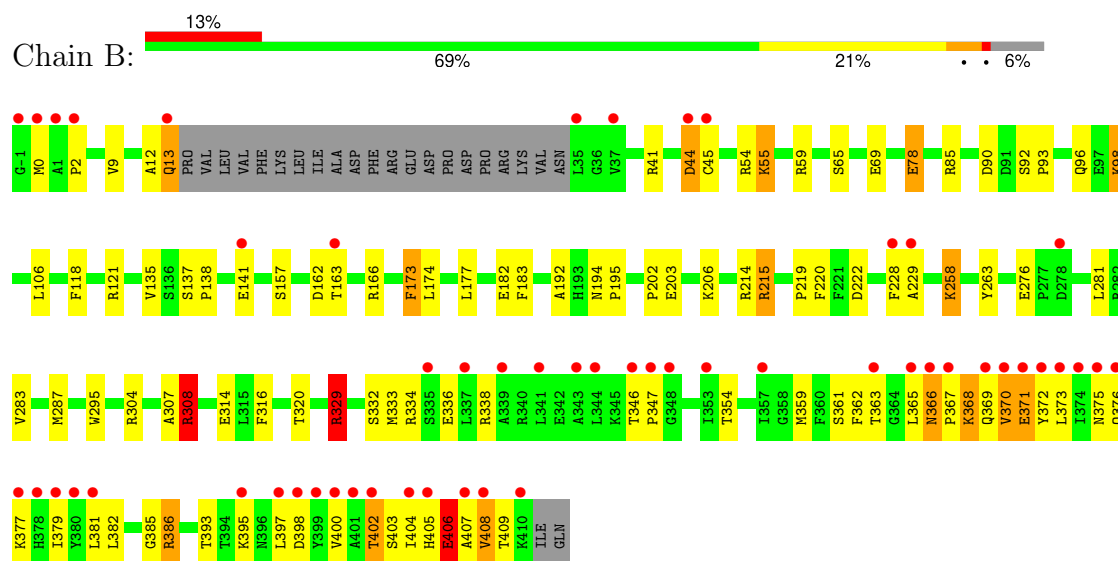 13%
Chain B:
69% 21% • • 6%
G-1 M0 A1 P2 V9 A12 Q13 PRO VAL LEU VAL PHE LYS LEU LEU ILE ALA ASP PHE ARG GLU ASP PRO ASP PRO ARG LYS VAL ASN L35 G36 V37 R41 D44 C45 R54 K55 R59 S65 E69 E78 R85 D90 D91 S92 P93 Q96 E97
L106 F118 R121 V135 S136 S137 P138 E141 S157 D162 T163 R166 F173 L174 L177 E182 F183 A192 H193 N194 P195 P202 E203 K206 R214 R215 P219 F220 F221 D222 F228 A229 K258 Y263 E276 P277 D278 L281
V283 M287 W295 R304 A307 R308 E314 L315 F316 T320 R329 S332 M333 R334 S335 E336 L337 R338 A339 R340 L341 E342 A343 L344 K345 T346 P347 G348 I353 T354 I357 G358 M359 F360 S361 F362 T363 G364 L365 N366 P367 K368 Q369 V370 E371 Y372 L373 I374 N375
K377 H378 I379 Y380 L381 L382 G385 R386 T393 T394 K395 N396 L397 D398 Y399 V400 A401 T402 S403 I404 H405 E406 A407 V408 T409 K410 ILE GLN